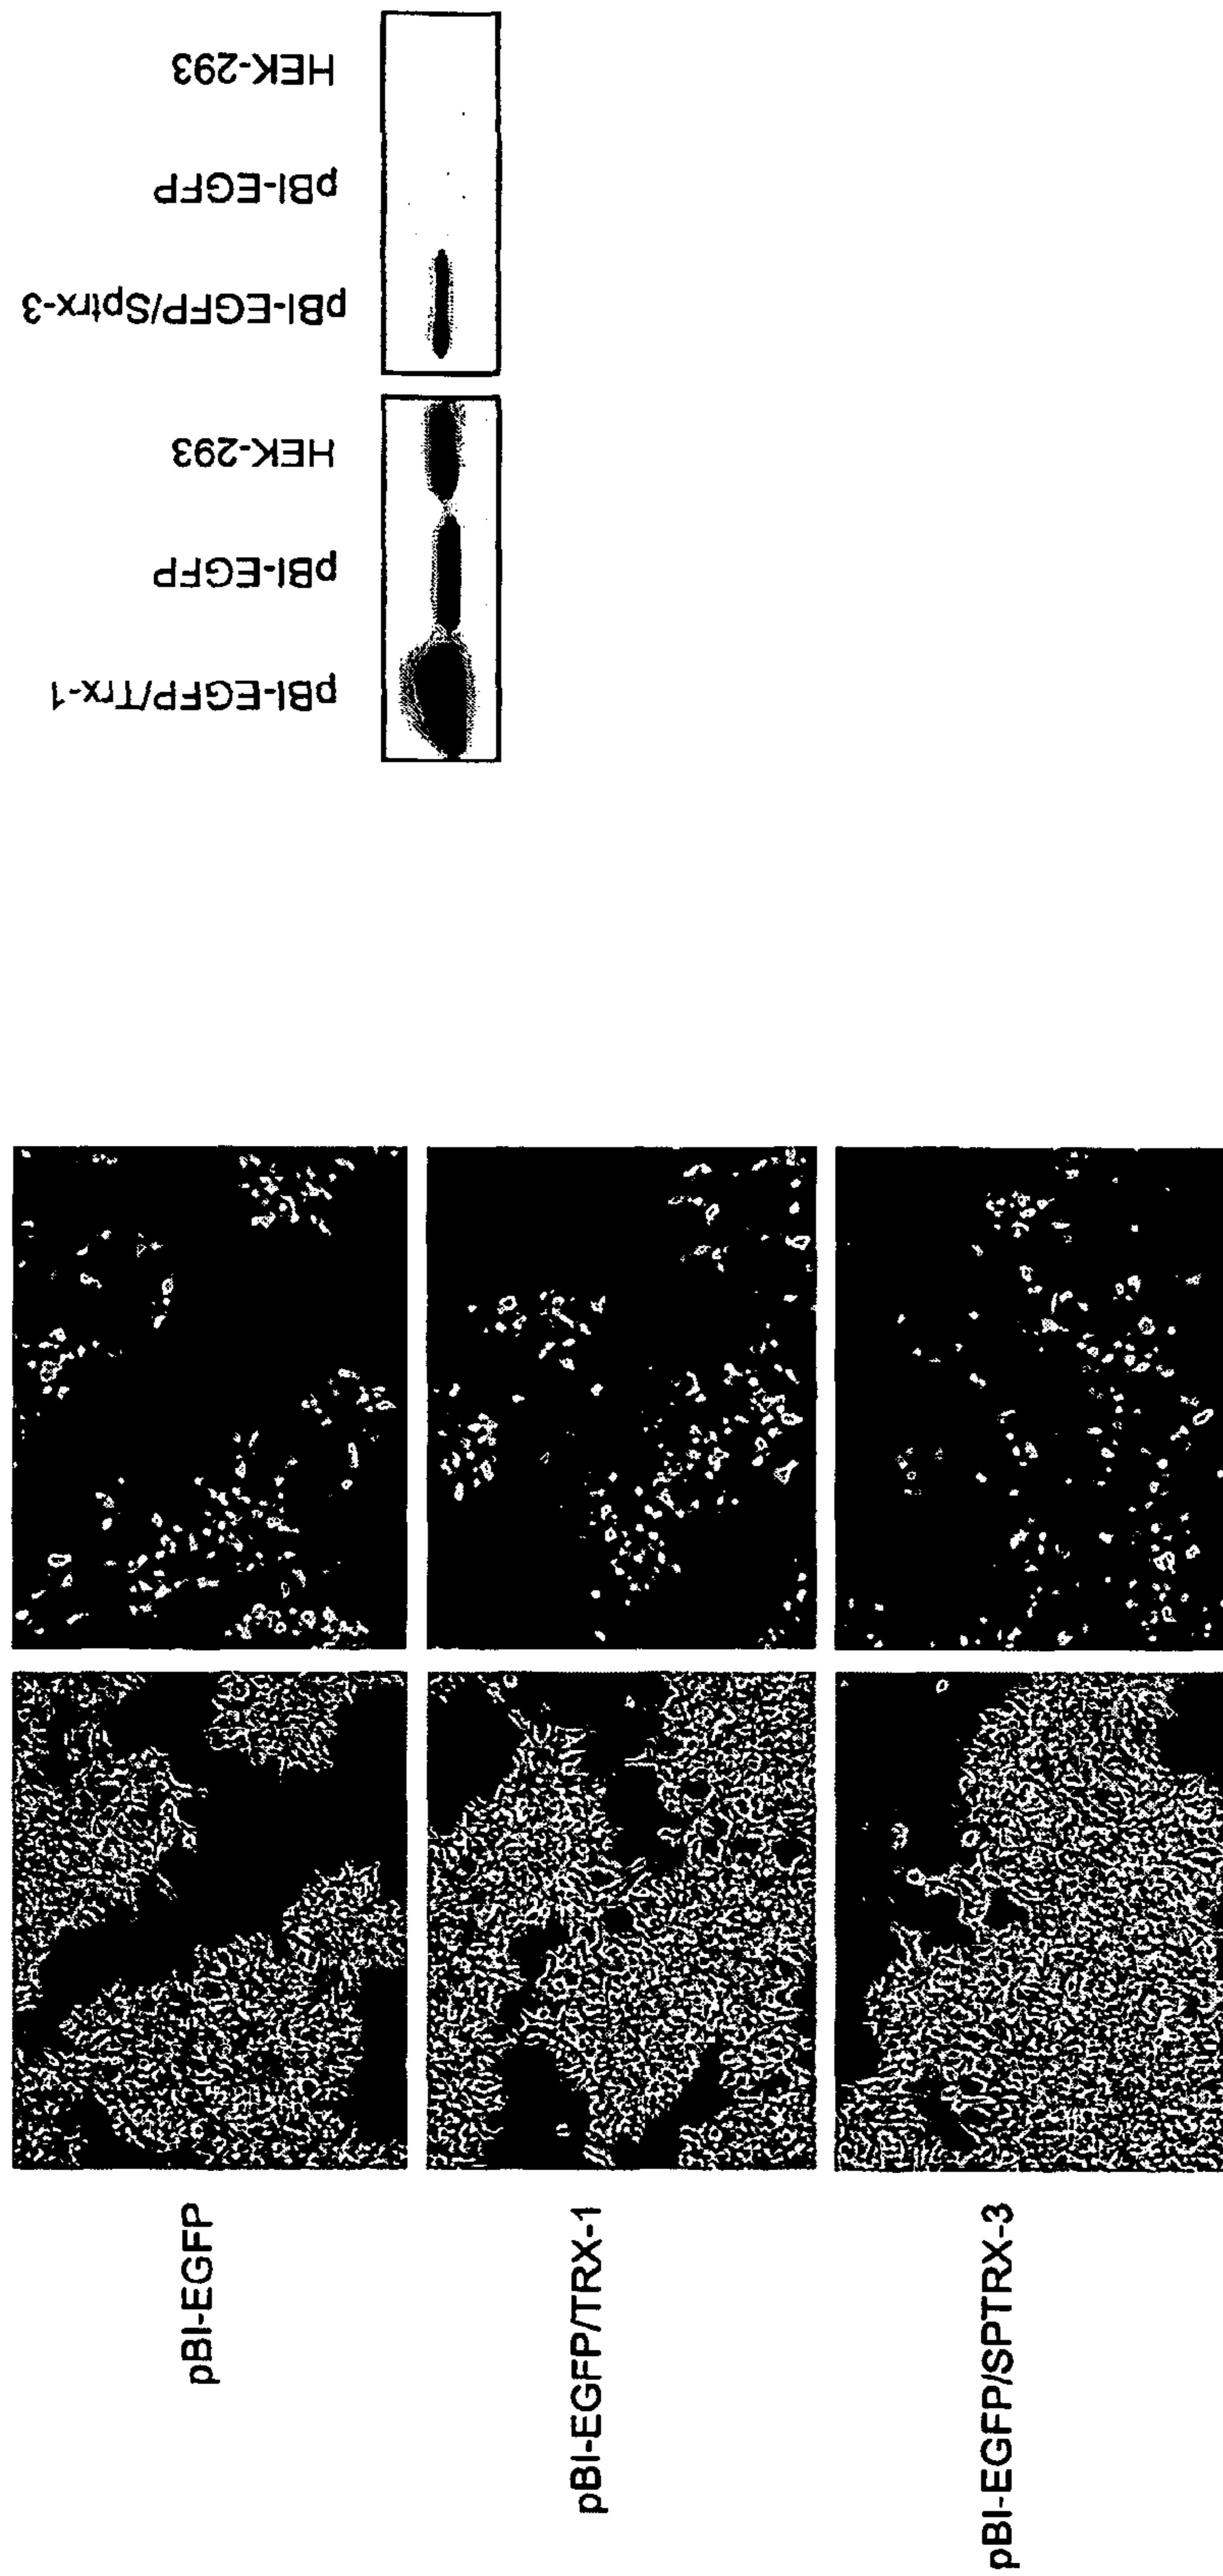 pBI-EGFP
pBI-EGFP/TRX-1
pBI-EGFP/SPTRX-3
pBI-EGFP/Trx-1
pBI-EGFP
HEK-293
pBI-EGFP/Sptrx-3
pBI-EGFP
HEK-293